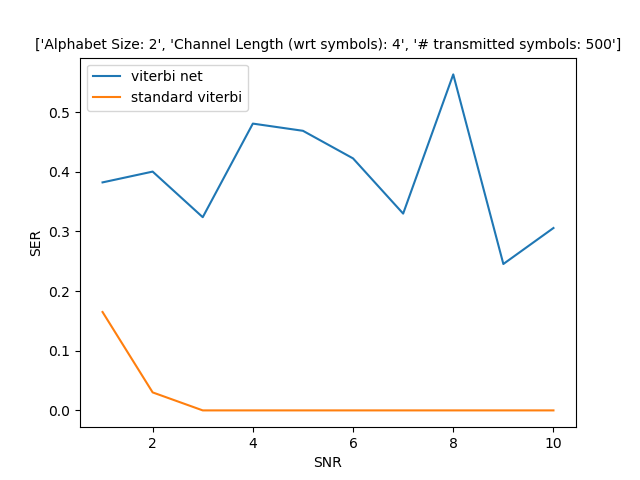 ['Alphabet Size: 2', 'Channel Length (wrt symbols): 4', '# transmitted symbols: 500']
viterbi net
standard viterbi
0.5
0.4
0.3
0.2
0.1
0.0
SER
2 4 6 8 10
SNR